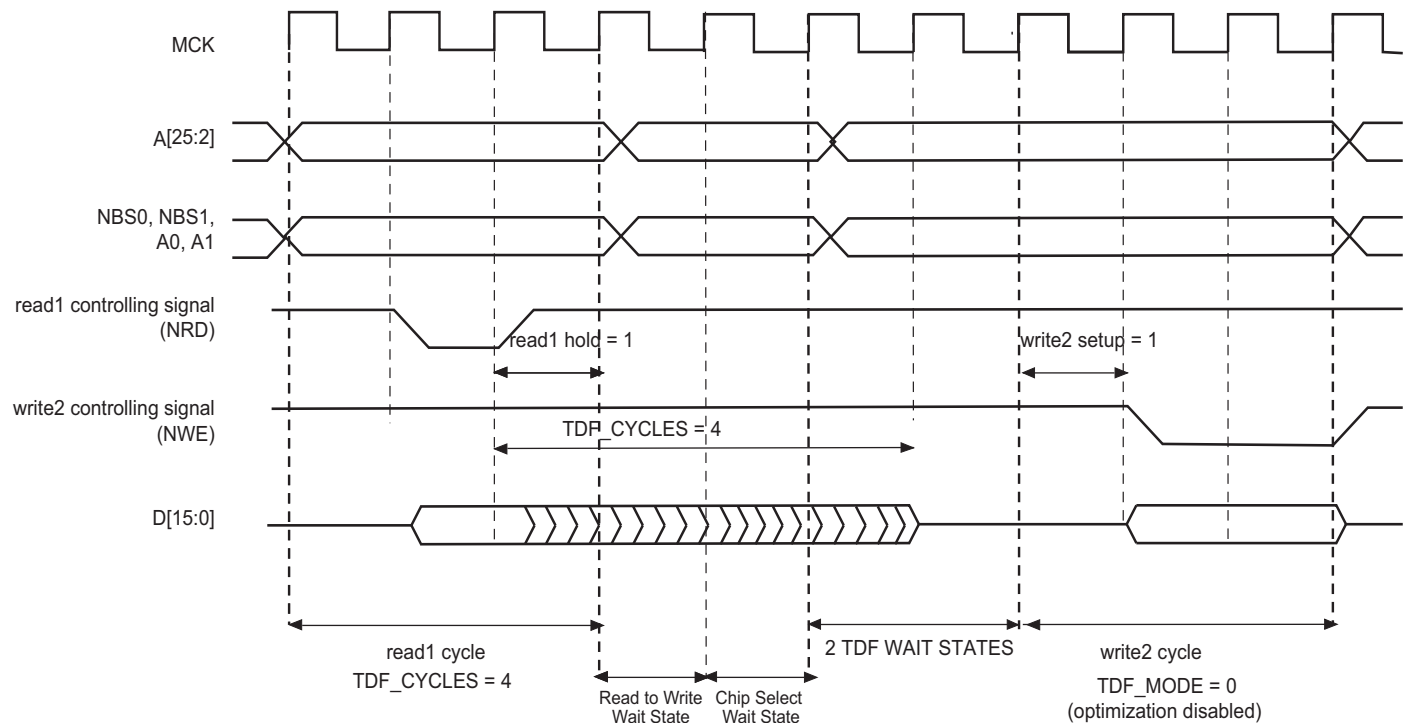 MCK
A[25:2]
NBS0, NBS1,
A0, A1
read1 controlling signal
(NRD)
read1 hold = 1
write2 setup = 1
write2 controlling signal
(NWE)
TDF_CYCLES = 4
D[15:0]
read1 cycle
TDF_CYCLES = 4
Read to Write
Wait State
Chip Select
Wait State
2 TDF WAIT STATES
write2 cycle
TDF_MODE = 0
(optimization disabled)